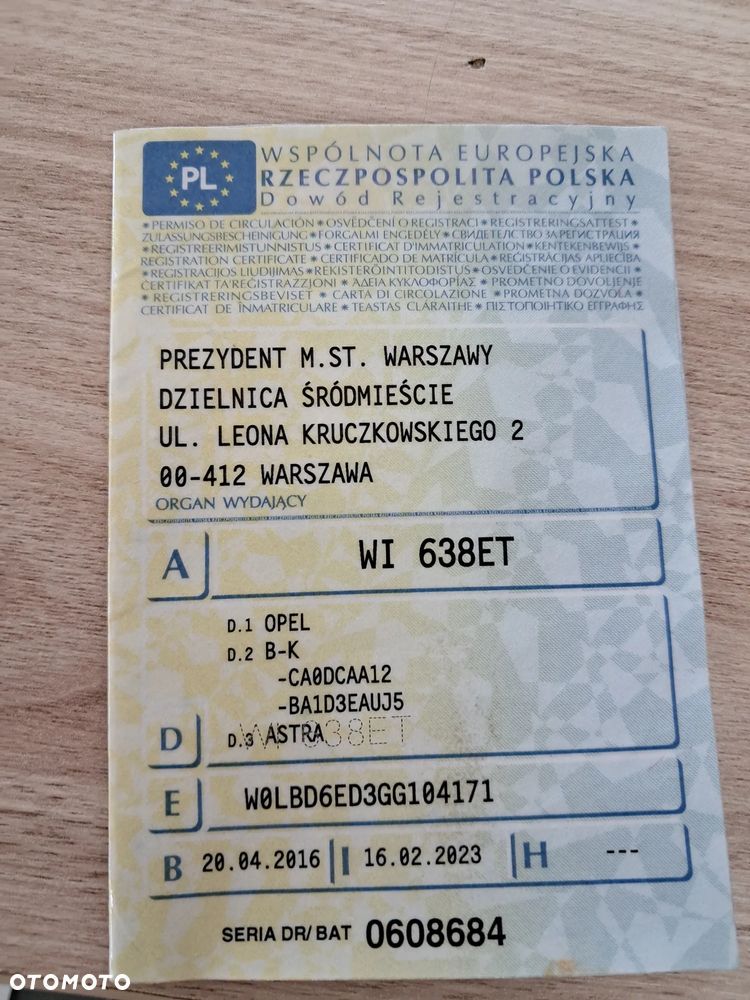 PL
WSPÓLNOTA EUROPEJSKA
RZECZPOSPOLITA POLSKA
Dowód Rejestracyjny
* PERMISO DE CIRCULACIÓN * OSVĚDČENÍ O REGISTRACI * REGISTRERINGSATTEST *
ZULASSUNGSBESCHEINIGUNG * FORGALMI ENGEDÉLY * СВИДЕТЕЛСТВО ЗА РЕГИСТРАЦИЯ
* REGISTREERIMISTUNNISTUS * CERTIFICAT D'IMMATRICULATION * KENTEKENBEWIJS
REGISTRATION CERTIFICATE * CERTIFICADO DE MATRÍCULA * REĢISTRĀCIJAS APLIECĪBA
* REGISTRACIJOS LIUDIJIMAS * REKISTERÖINTITODISTUS * OSVEDČENIE O EVIDENCII *
ĊERTIFIKAT TA'REĠISTRAZZJONI * ΑΔΕΙΑ ΚΥΚΛΟΦΟΡΙΑΣ * PROMETNO DOVOLJENJE
* REGISTRERINGSBEVISET * CARTA DI CIRCOLAZIONE * PROMETNA DOZVOLA *
CERTIFICAT DE ÎNMATRICULARE * TEASTAS CLÁRAITHE * ΠΙΣΤΟΠΟΙΗΤΙΚΟ ΕΓΓΡΑΦΗΣ
PREZYDENT M.ST. WARSZAWY
DZIELNICA ŚRÓDMIEŚCIE
UL. LEONA KRUCZKOWSKIEGO 2
00-412 WARSZAWA
ORGAN WYDAJĄCY
A WI 638ET
D.1 OPEL
D.2 B-K
-CA0DCAA12
-BA1D3EAUJ5
D D.3 ASTRA
WI 638ET
E W0LBD6ED3GG104171
B 20.04.2016 I 16.02.2023 H ---
SERIA DR/BAT 0608684
OTOMOTO